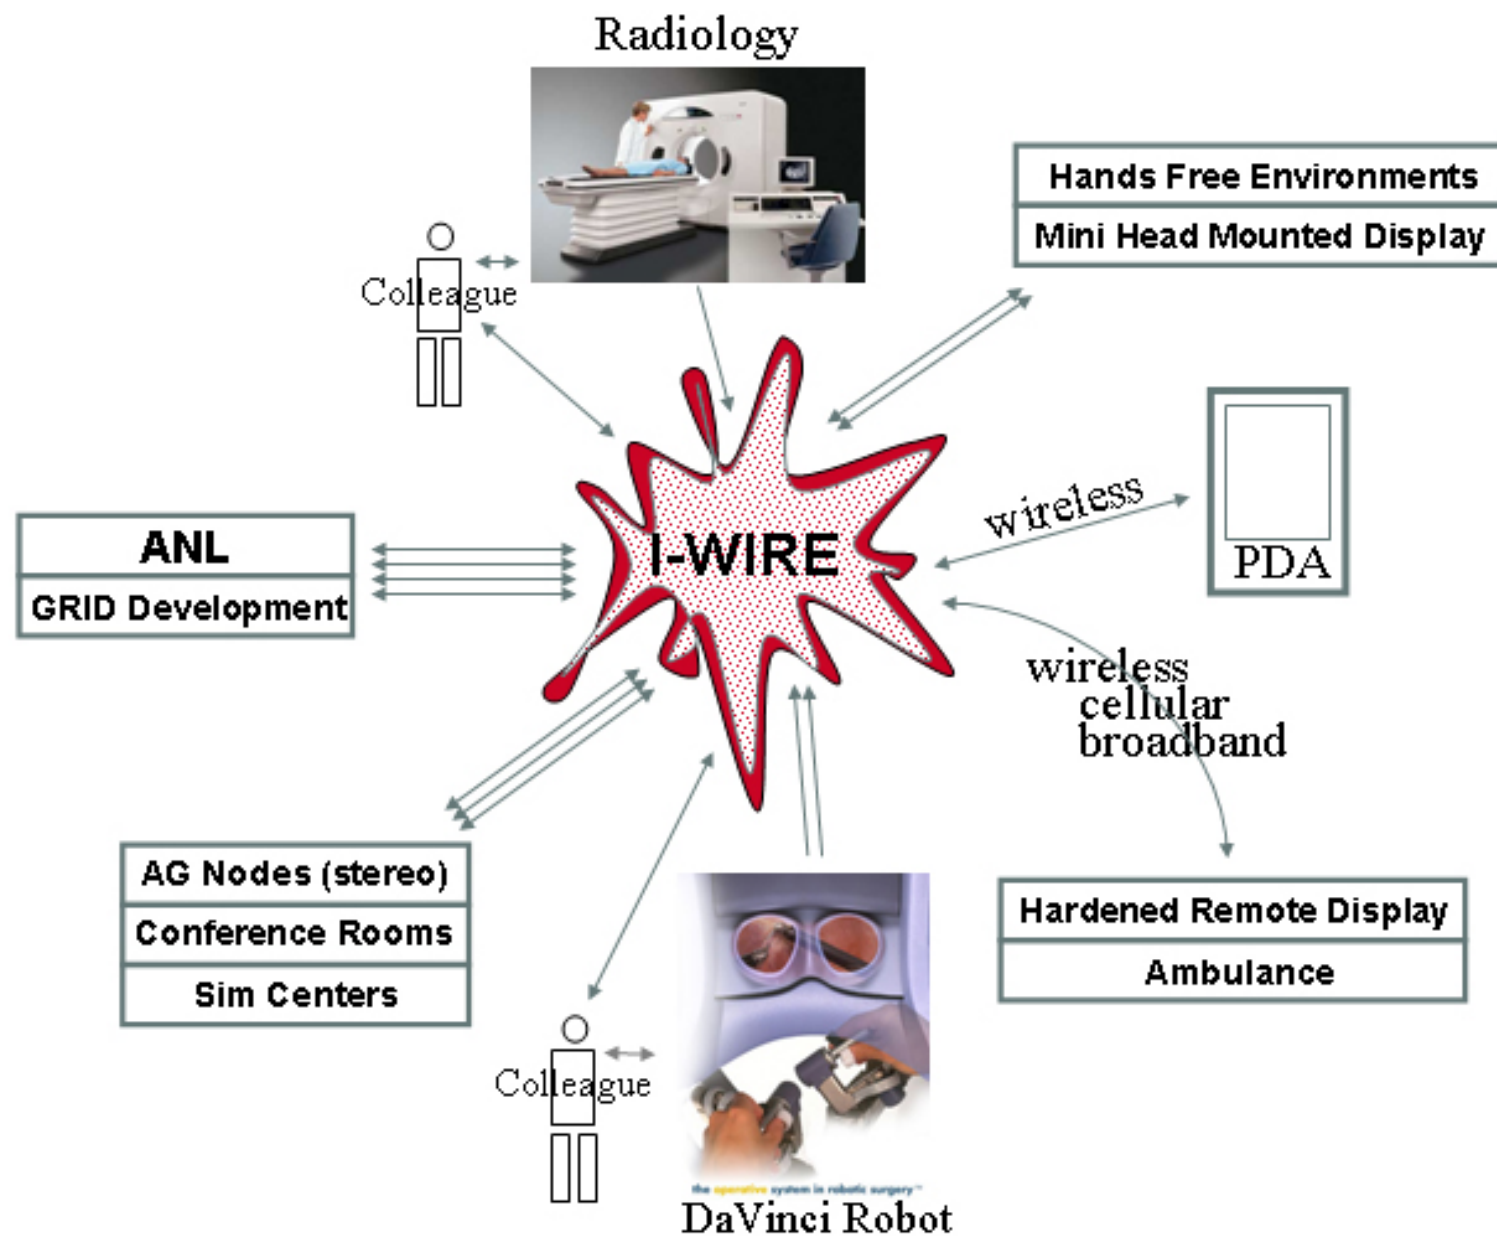 Radiology
Hands Free Environments
Mini Head Mounted Display
Colleague
wireless
PDA
ANL
GRID Development
I-WIRE
wireless
cellular
broadband
AG Nodes (stereo)
Conference Rooms
Sim Centers
Hardened Remote Display
Ambulance
Colleague
the operative system in robotic surgery™
DaVinci Robot